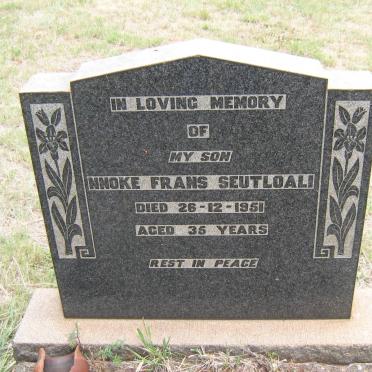 IN LOVING MEMORY
OF
MY SON
NNOKE FRANS SEUTLOALI
DIED 26-12-1951
AGED 35 YEARS
REST IN PEACE